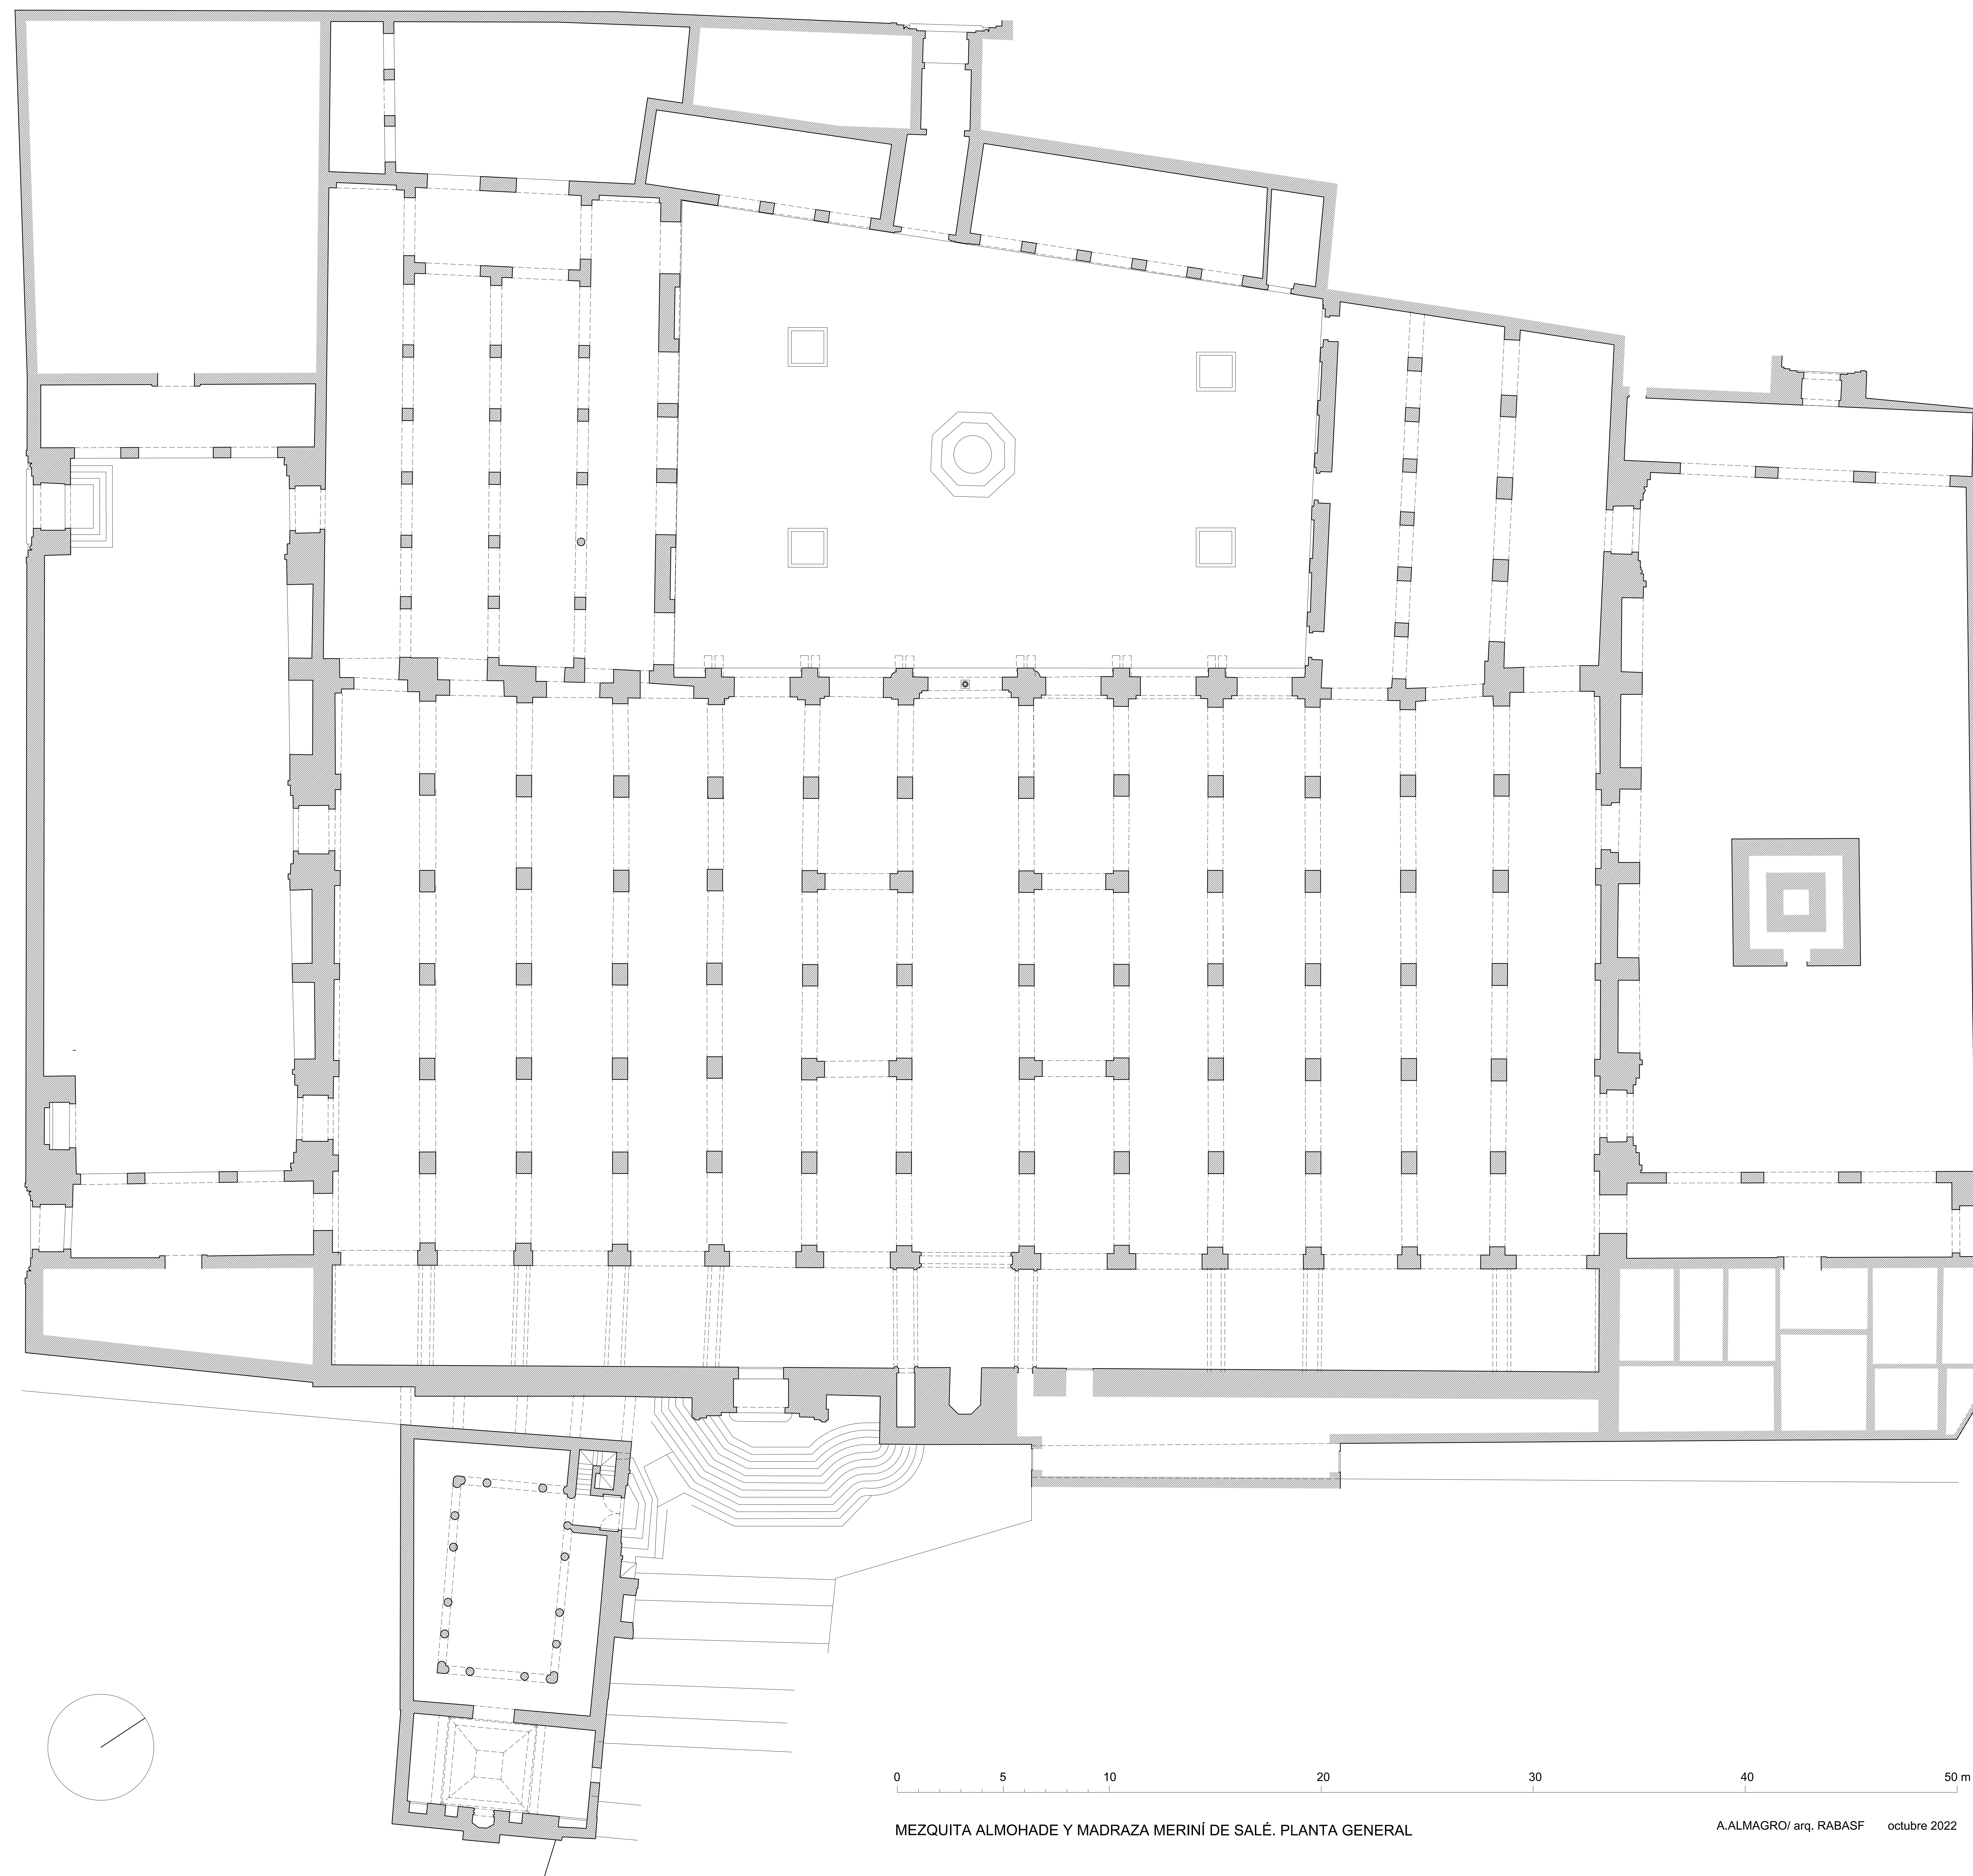 0 5 10 20 30 40 50 m
MEZQUITA ALMOHADE Y MADRAZA MERINÍ DE SALÉ. PLANTA GENERAL
A.ALMAGRO/ arq. RABASF octubre 2022